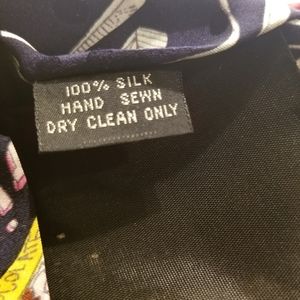 100% SILK
HAND SEWN
DRY CLEAN ONLY